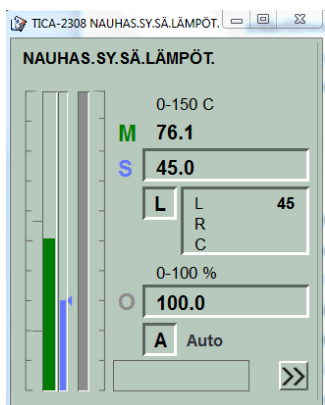 TICA-2308 NAUHAS.SY.SÄ.LÄMPÖT.
NAUHAS.SY.SÄ.LÄMPÖT.
0-150 C
M 76.1
S 45.0
L L 45
R
C
0-100 %
O 100.0
A Auto
>>